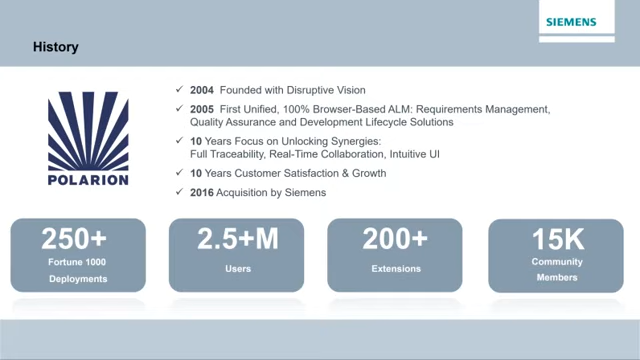 SIEMENS
History
✓ 2004 Founded with Disruptive Vision
✓ 2005 First Unified, 100% Browser-Based ALM: Requirements Management,
Quality Assurance and Development Lifecycle Solutions
✓ 10 Years Focus on Unlocking Synergies:
Full Traceability, Real-Time Collaboration, Intuitive UI
✓ 10 Years Customer Satisfaction & Growth
✓ 2016 Acquisition by Siemens
POLARION
250+
Fortune 1000
Deployments
2.5+M
Users
200+
Extensions
15K
Community
Members